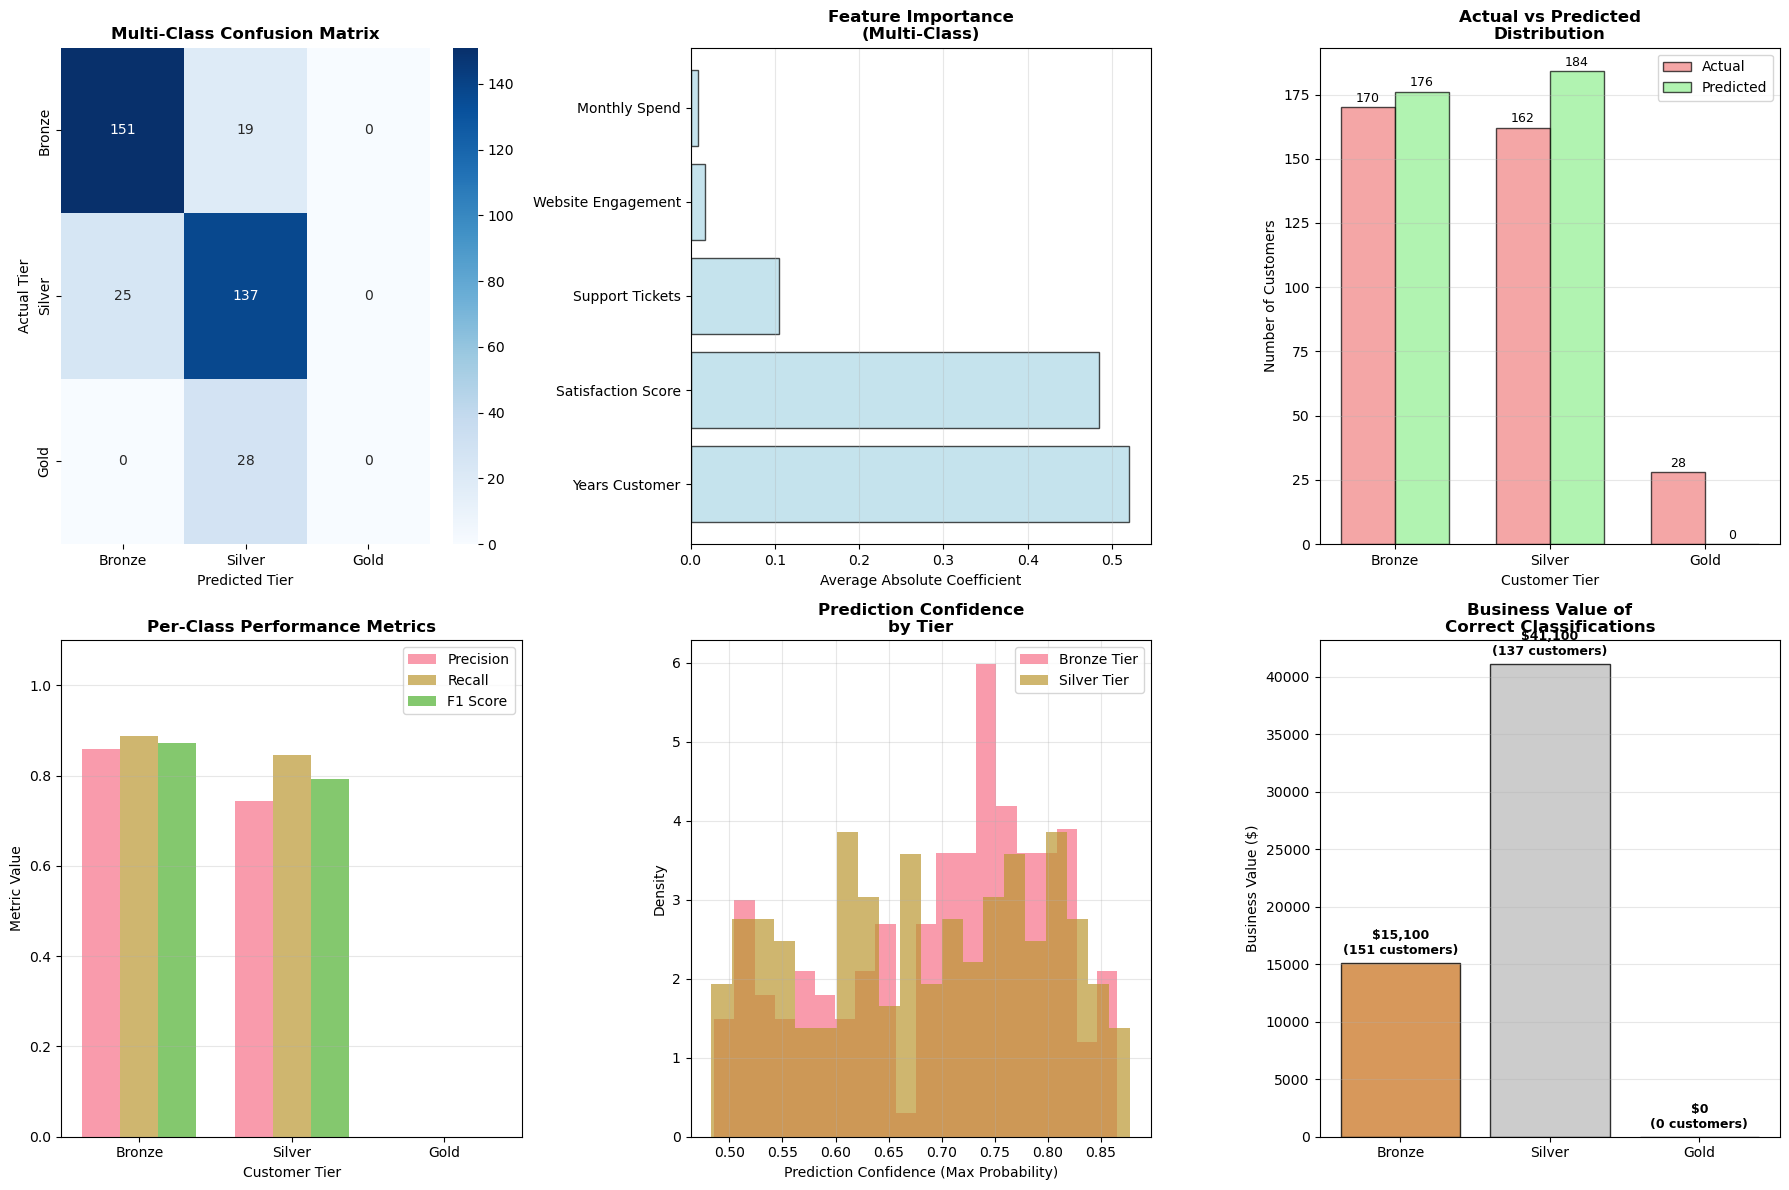 Multi-Class Confusion Matrix
Actual Tier
Bronze
Silver
Gold
151 19 0
25 137 0
0 28 0
Bronze Silver Gold
Predicted Tier
140
120
100
80
60
40
20
0
Feature Importance
(Multi-Class)
Monthly Spend
Website Engagement
Support Tickets
Satisfaction Score
Years Customer
0.0 0.1 0.2 0.3 0.4 0.5
Average Absolute Coefficient
Actual vs Predicted
Distribution
Actual
Predicted
Number of Customers
175
150
125
100
75
50
25
0
170
176
162
184
28
0
Bronze Silver Gold
Customer Tier
Per-Class Performance Metrics
Precision
Recall
F1 Score
Metric Value
1.0
0.8
0.6
0.4
0.2
0.0
Bronze Silver Gold
Customer Tier
Prediction Confidence
by Tier
Bronze Tier
Silver Tier
Density
6
5
4
3
2
1
0
0.50 0.55 0.60 0.65 0.70 0.75 0.80 0.85
Prediction Confidence (Max Probability)
Business Value of
Correct Classifications
$41,100
(137 customers)
$15,100
(151 customers)
$0
(0 customers)
Business Value ($)
40000
35000
30000
25000
20000
15000
10000
5000
0
Bronze Silver Gold